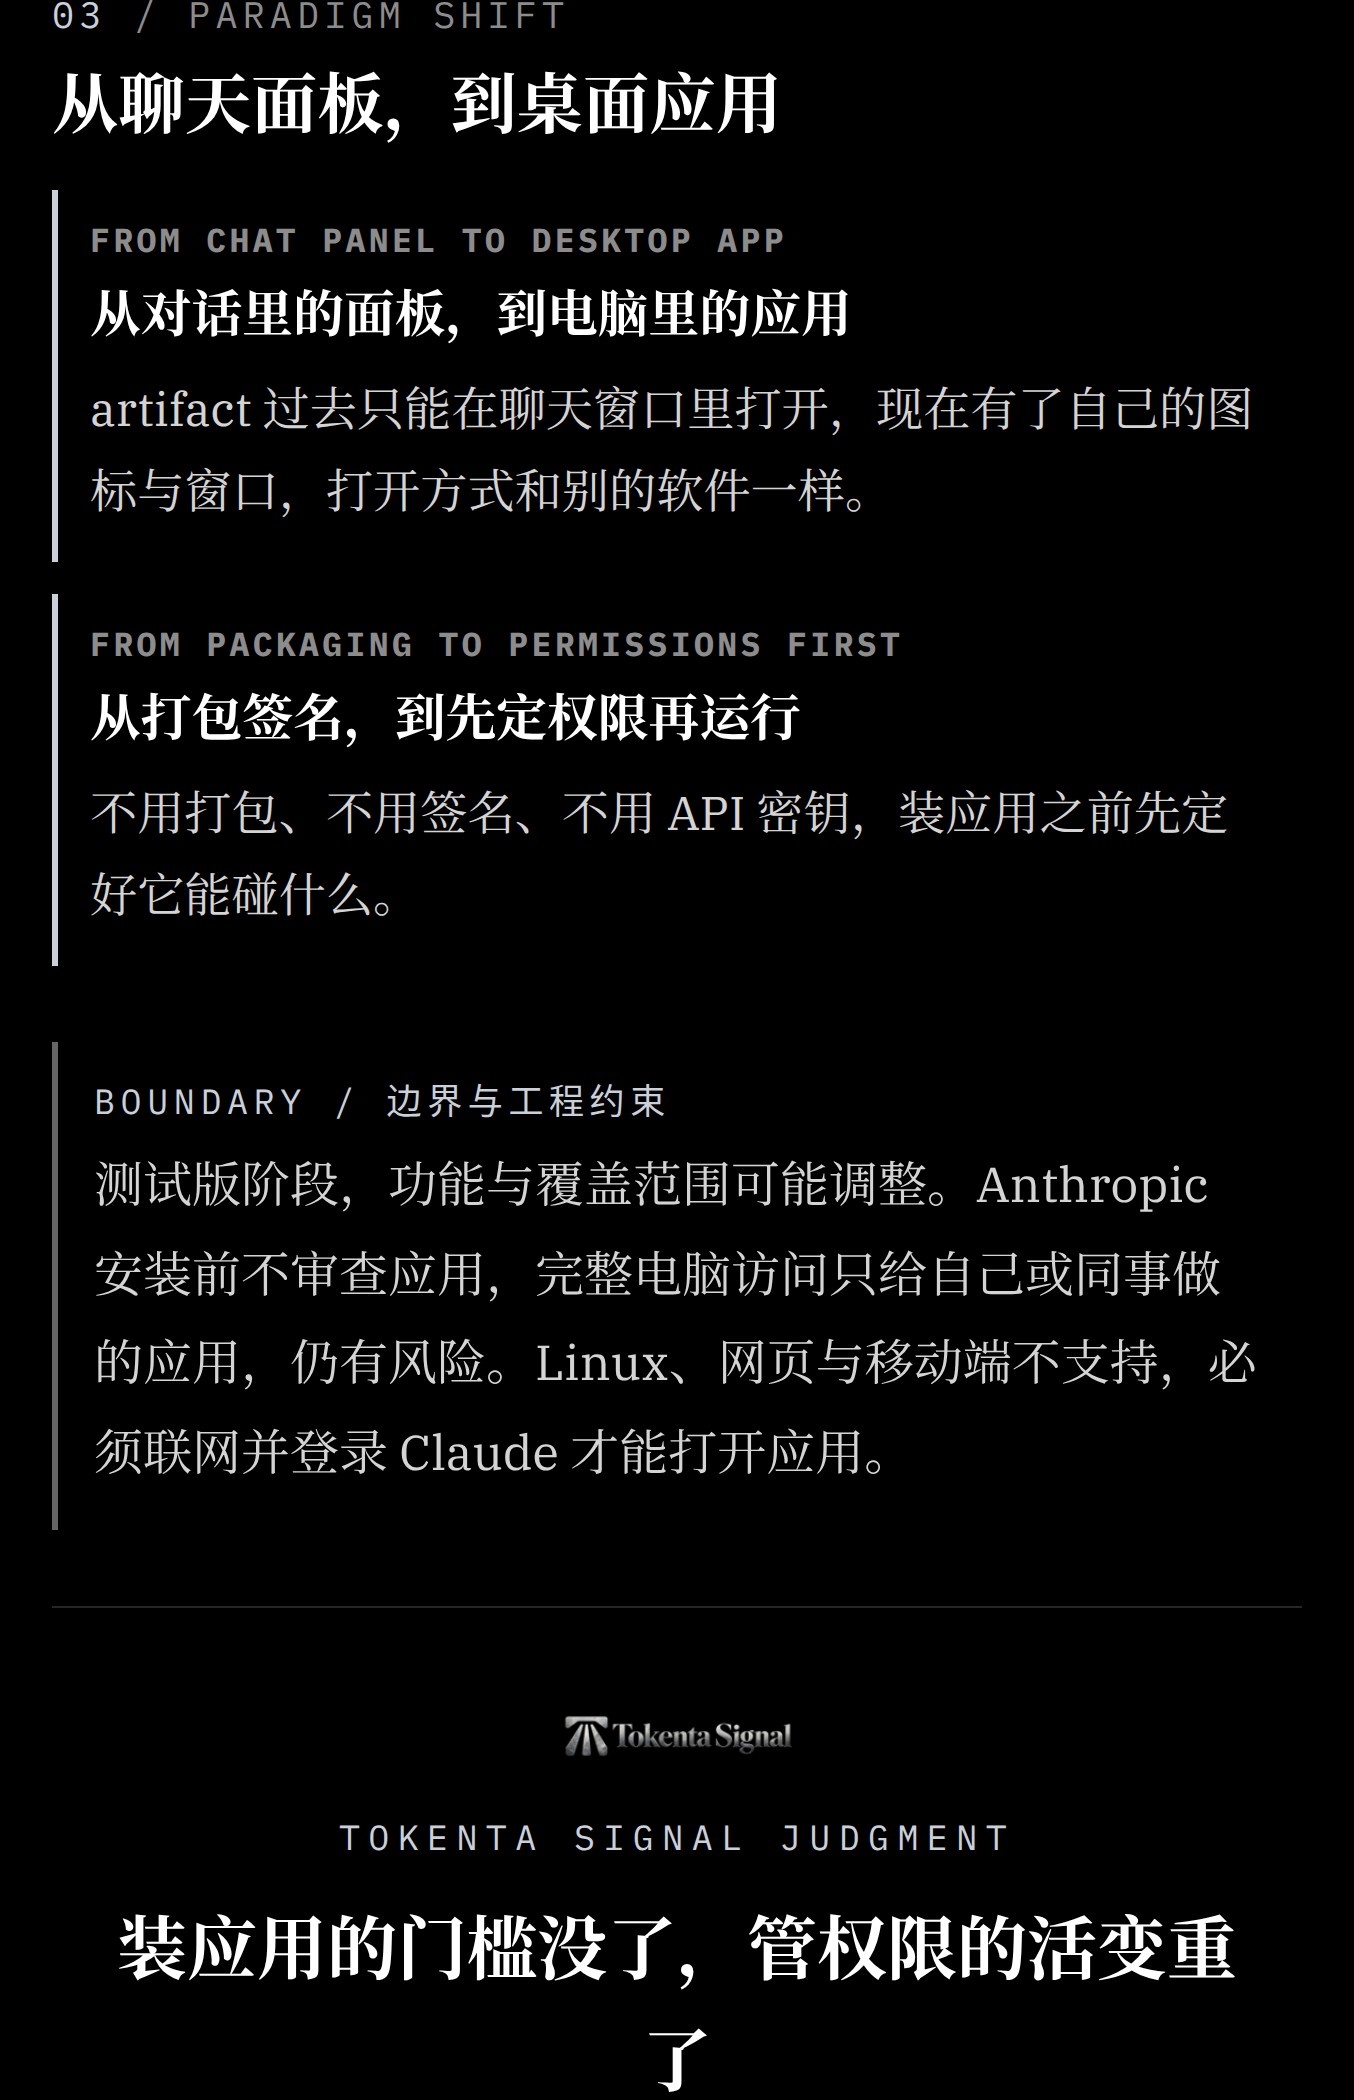 03 / PARADIGM SHIFT
从聊天面板，到桌面应用
FROM CHAT PANEL TO DESKTOP APP
从对话里的面板，到电脑里的应用
artifact 过去只能在聊天窗口里打开，现在有了自己的图
标与窗口，打开方式和别的软件一样。
FROM PACKAGING TO PERMISSIONS FIRST
从打包签名，到先定权限再运行
不用打包、不用签名、不用 API 密钥，装应用之前先定
好它能碰什么。
BOUNDARY / 边界与工程约束
测试版阶段，功能与覆盖范围可能调整。Anthropic
安装前不审查应用，完整电脑访问只给自己或同事做
的应用，仍有风险。Linux、网页与移动端不支持，必
须联网并登录 Claude 才能打开应用。
Tokenta Signal
TOKENTA SIGNAL JUDGMENT
装应用的门槛没了，管权限的活变重
了